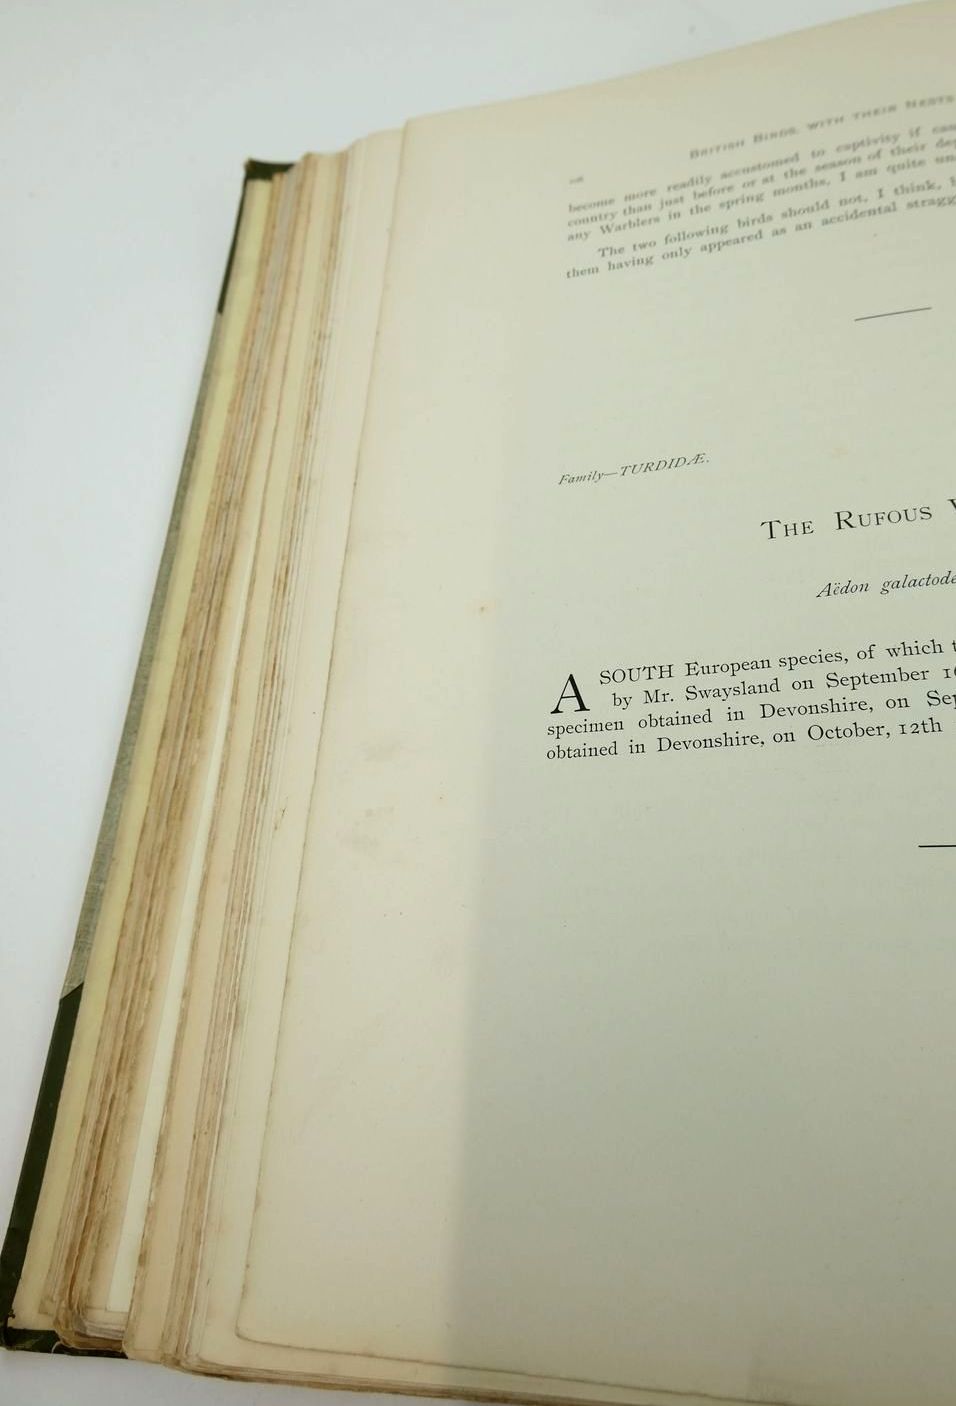 BRITISH BIRDS, WITH THEIR NESTS
become more readily accustomed to captivity if
country than just before or at the season of their
any Warblers in the spring months, I am quite
The two following birds should not, I think,
them having only appeared as an accidental
Family—TURDIDÆ.
THE RUFOUS
Aëdon
A SOUTH European species, of which
by Mr. Swaysland on September
specimen obtained in Devonshire, on
obtained in Devonshire, on October, 12th